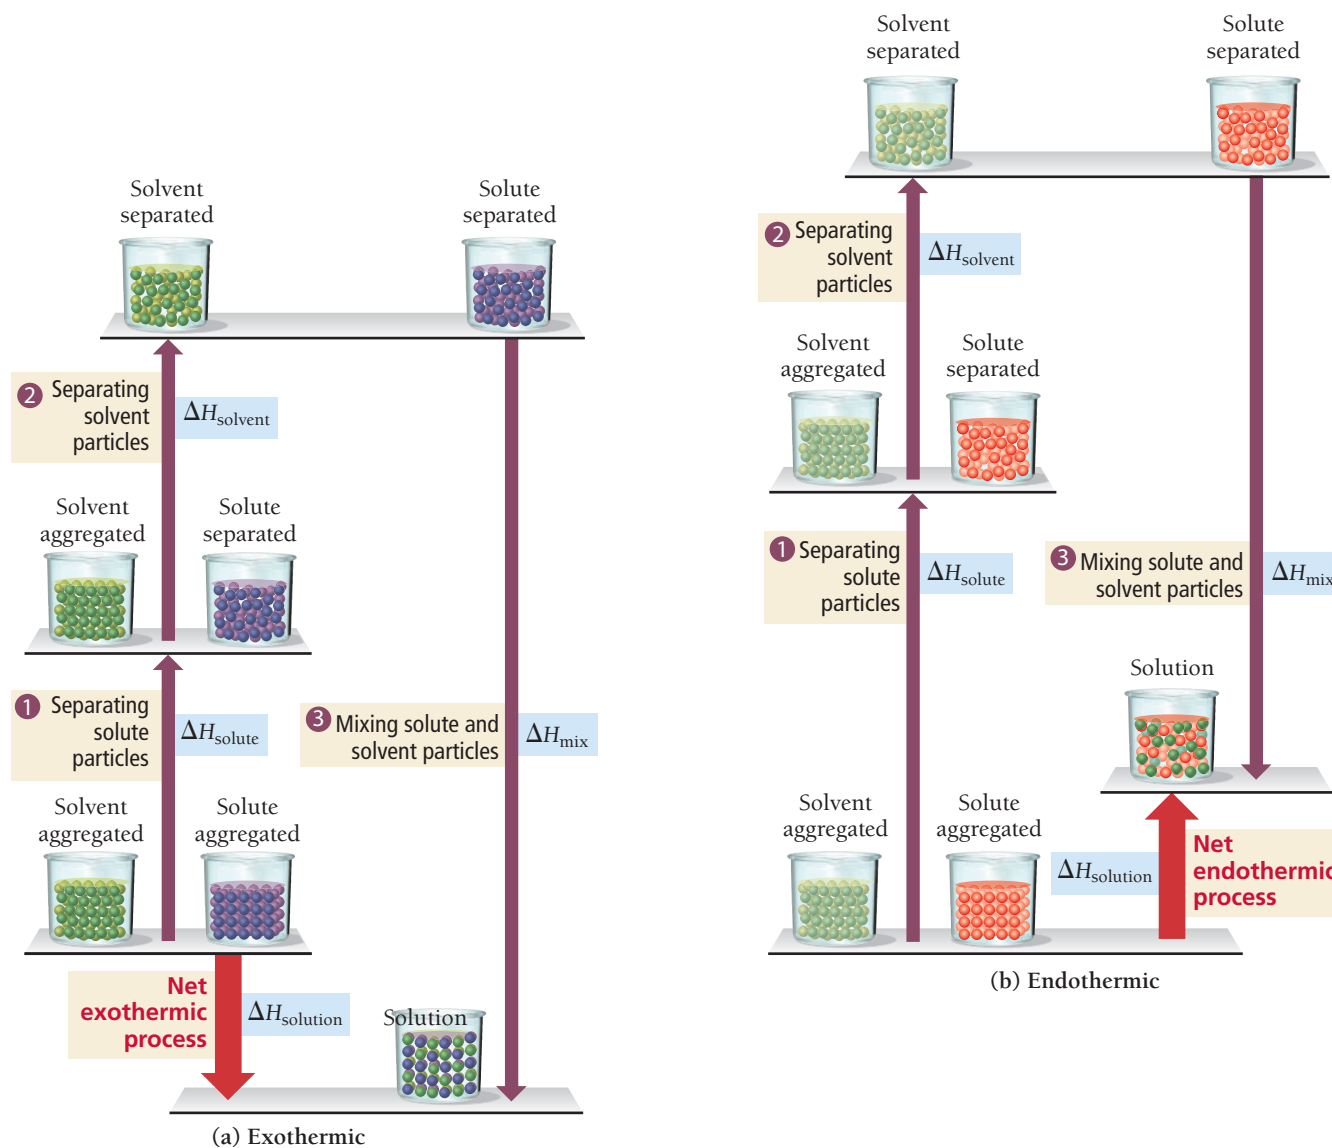 Solvent
separated
Solute
separated
2 Separating
solvent
particles
ΔHsolvent
Solvent
aggregated
Solute
separated
1 Separating
solute
particles
ΔHsolute
3 Mixing solute and
solvent particles
ΔHmix
Solvent
aggregated
Solute
aggregated
Net
exothermic
process
ΔHsolution
Solution
(a) Exothermic
Solvent
separated
Solute
separated
2 Separating
solvent
particles
ΔHsolvent
Solvent
aggregated
Solute
separated
1 Separating
solute
particles
ΔHsolute
3 Mixing solute and
solvent particles
ΔHmix
Solution
Solvent
aggregated
Solute
aggregated
ΔHsolution
Net
endothermic
process
(b) Endothermic